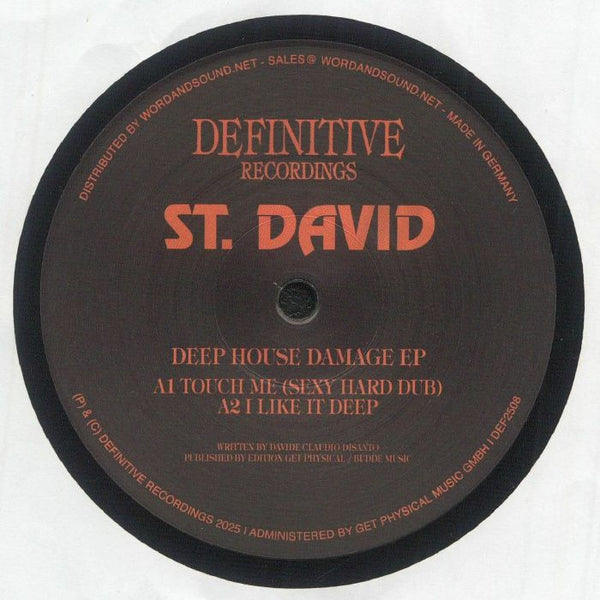 DISTRIBUTED BY WORDANDSOUND.NET - SALES@ WORDANDSOUND.NET - MADE IN GERMANY
DEFINITIVE
RECORDINGS
ST. DAVID
DEEP HOUSE DAMAGE EP
A1 TOUCH ME (SEXY HARD DUB)
A2 I LIKE IT DEEP
WRITTEN BY DAVIDE CLAUDIO DISANTO
PUBLISHED BY EDITION GET PHYSICAL / BUDDE MUSIC
(P) & (C) DEFINITIVE RECORDINGS 2025 I ADMINISTERED BY GET PHYSICAL MUSIC GMBH I DEF2508